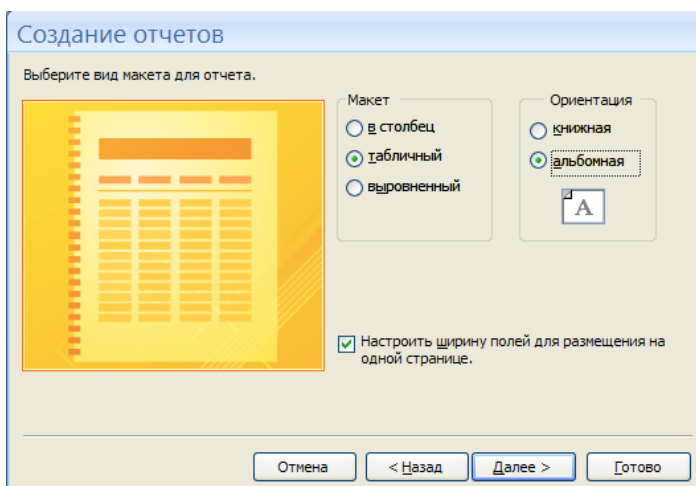 Создание отчетов
Выберите вид макета для отчета.
Макет
в столбец
табличный
выровненный
Ориентация
книжная
альбомная
A
Настроить ширину полей для размещения на
одной странице.
Отмена
< Назад
Далее >
Готово